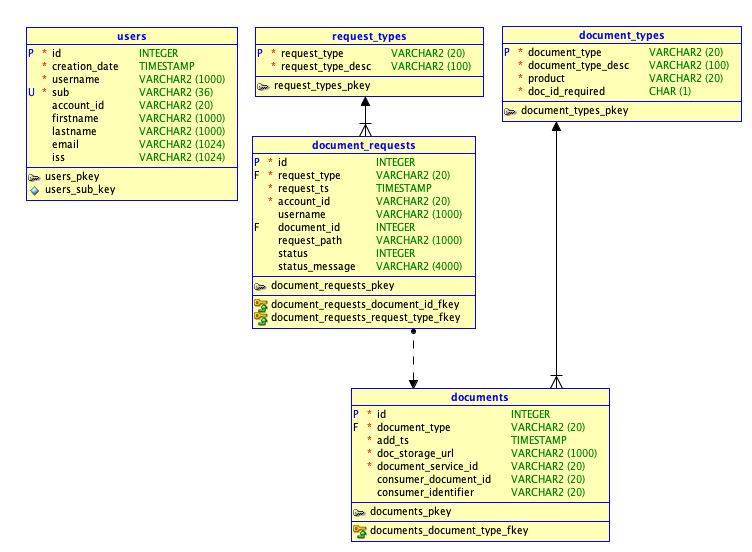 users
P * id INTEGER
* creation_date TIMESTAMP
* username VARCHAR2 (1000)
U * sub VARCHAR2 (36)
account_id VARCHAR2 (20)
firstname VARCHAR2 (1000)
lastname VARCHAR2 (1000)
email VARCHAR2 (1024)
iss VARCHAR2 (1024)
users_pkey
users_sub_key
request_types
P * request_type VARCHAR2 (20)
* request_type_desc VARCHAR2 (100)
request_types_pkey
document_types
P * document_type VARCHAR2 (20)
* document_type_desc VARCHAR2 (100)
* product VARCHAR2 (20)
* doc_id_required CHAR (1)
document_types_pkey
document_requests
P * id INTEGER
F * request_type VARCHAR2 (20)
* request_ts TIMESTAMP
* account_id VARCHAR2 (20)
username VARCHAR2 (1000)
F document_id INTEGER
request_path VARCHAR2 (1000)
status INTEGER
status_message VARCHAR2 (4000)
document_requests_pkey
document_requests_document_id_fkey
document_requests_request_type_fkey
documents
P * id INTEGER
F * document_type VARCHAR2 (20)
* add_ts TIMESTAMP
* doc_storage_url VARCHAR2 (1000)
* document_service_id VARCHAR2 (20)
consumer_document_id VARCHAR2 (20)
consumer_identifier VARCHAR2 (20)
documents_pkey
documents_document_type_fkey